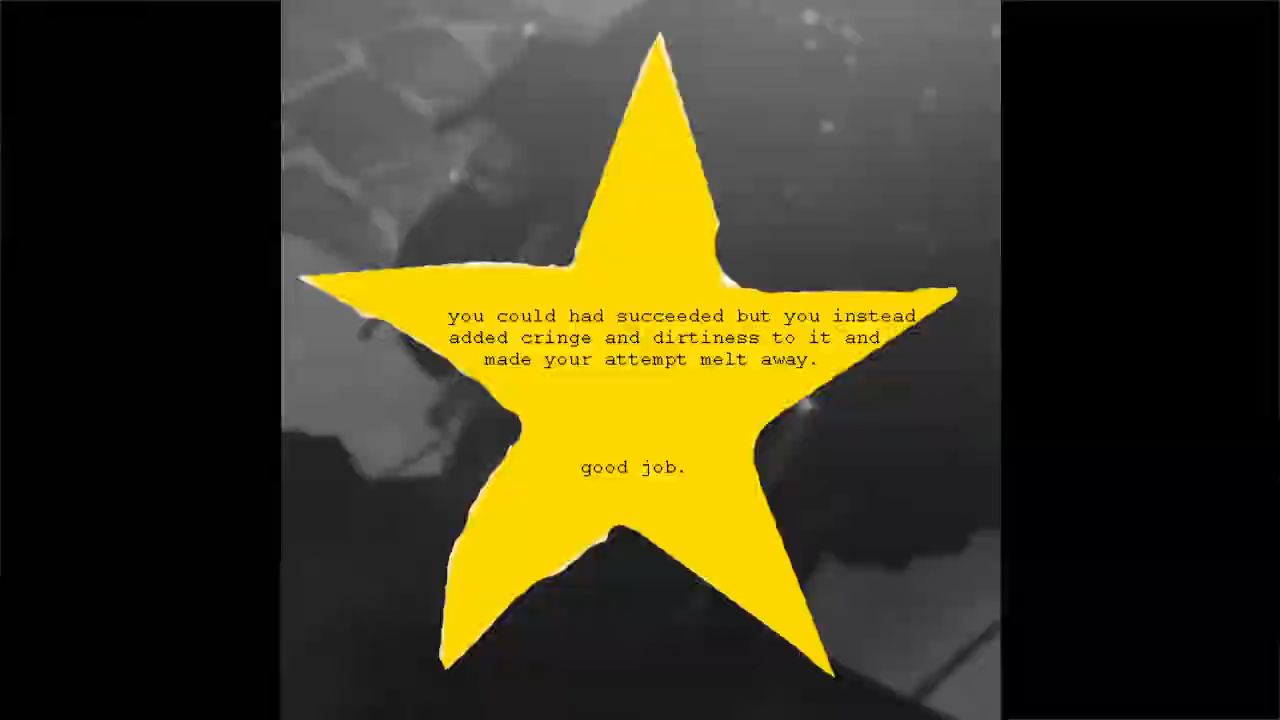 you could had succeeded but you instead
added cringe and dirtiness to it and
made your attempt melt away.
good job.